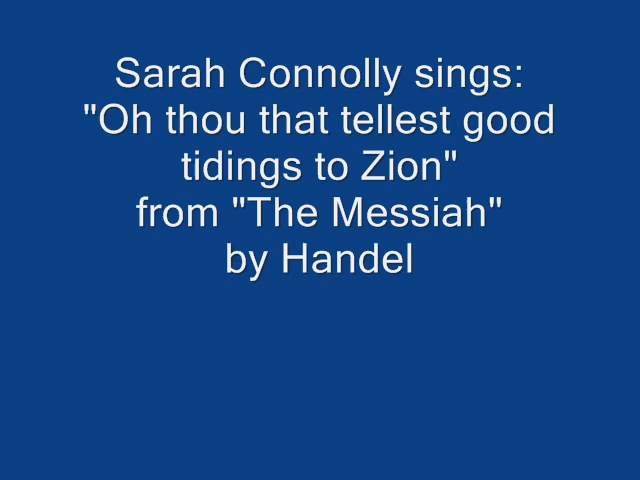 Sarah Connolly sings:
"Oh thou that tellest good
tidings to Zion"
from "The Messiah"
by Handel